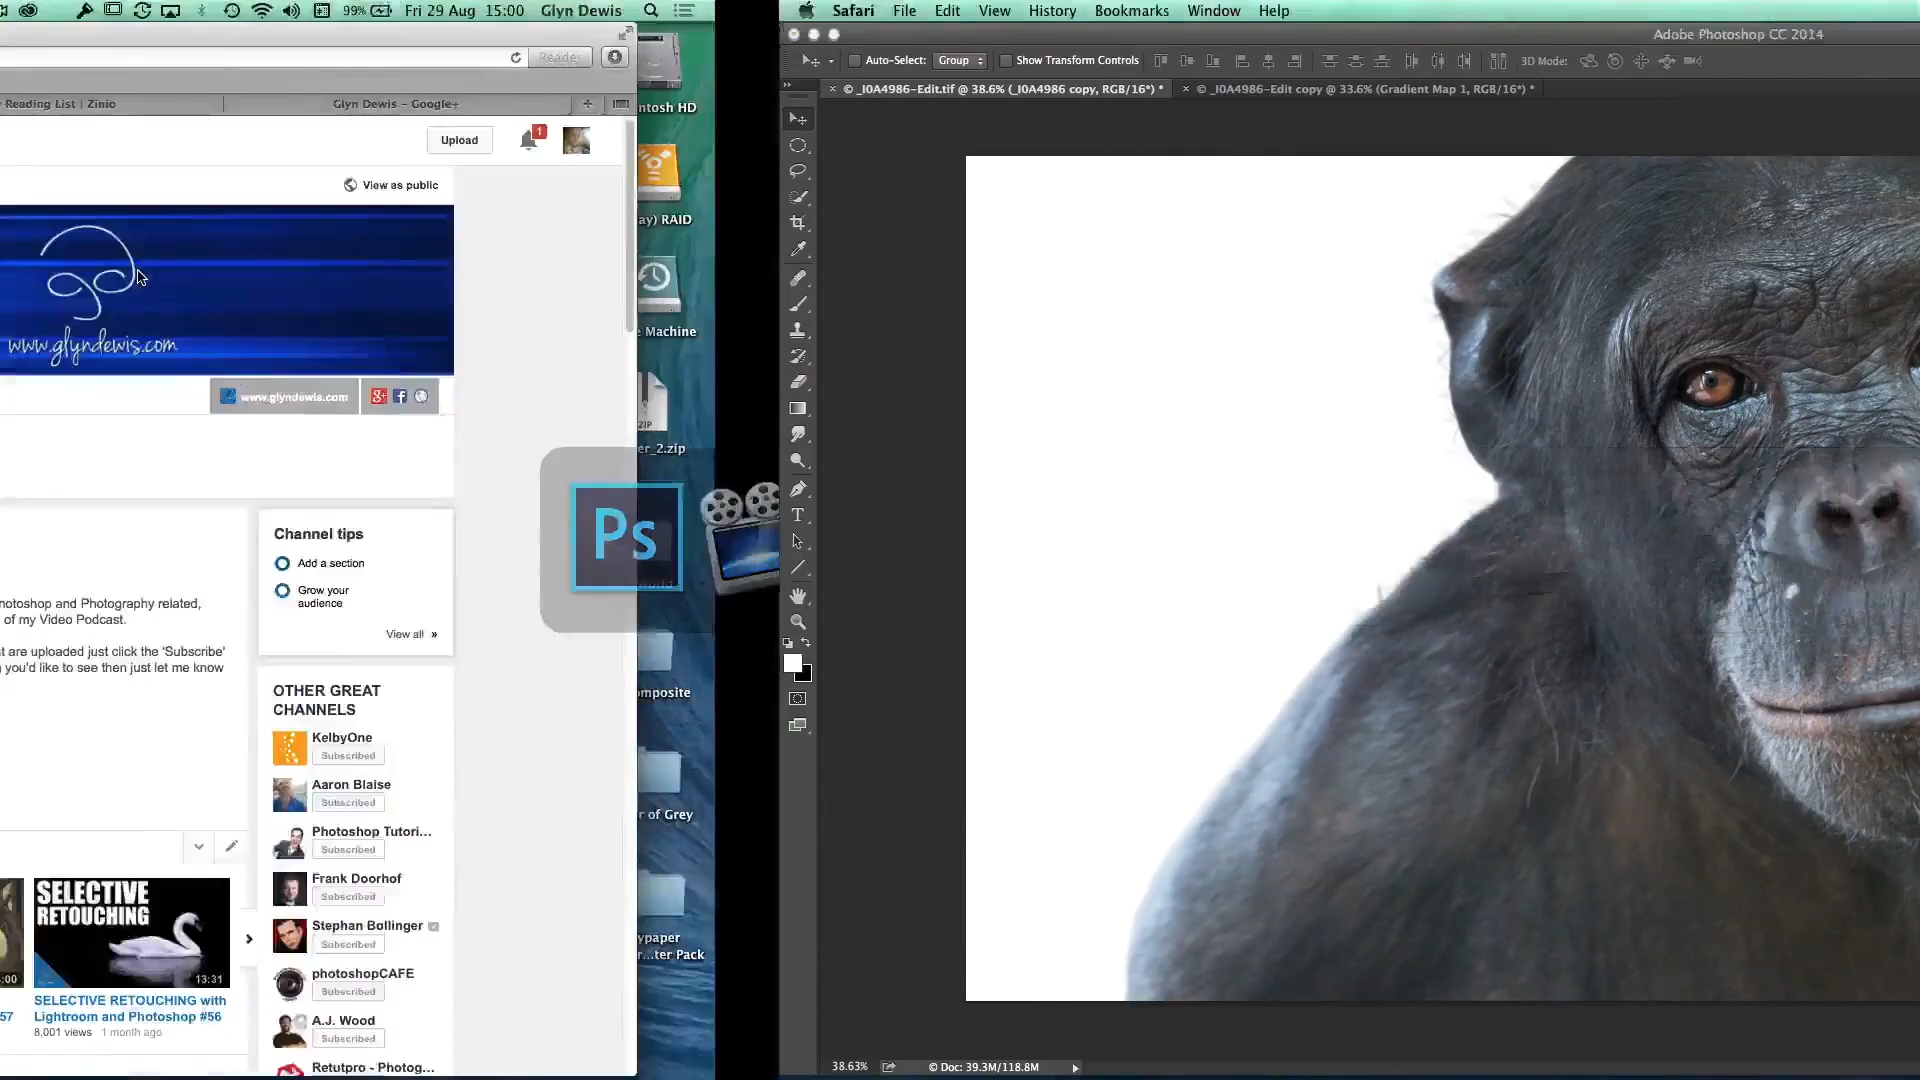 99%
Fri 29 Aug 15:00 Glyn Dewis
Reader
Reading List | Zinio
Glyn Dewis – Google+
Upload
1
View as public
www.glyndewis.com
www.glyndewis.com
Channel tips
Add a section
Grow your
audience
View all »
notoshop and Photography related,
of my Video Podcast.
at are uploaded just click the 'Subscribe'
you'd like to see then just let me know
OTHER GREAT
CHANNELS
KelbyOne
Subscribed
Aaron Blaise
Subscribed
Photoshop Tutori...
Subscribed
Frank Doorhof
Subscribed
Stephan Bollinger
Subscribed
photoshopCAFE
Subscribed
A.J. Wood
Subscribed
Retutpro - Photog...
SELECTIVE
RETOUCHING
13:31
:00
SELECTIVE RETOUCHING with
Lightroom and Photoshop #56
8,001 views 1 month ago
57
ntosh HD
ay) RAID
e Machine
ZIP
er_2.zip
Ps
omposite
r of Grey
ypaper
r...ter Pack
Safari File Edit View History Bookmarks Window Help
Adobe Photoshop CC 2014
Auto-Select: Group Show Transform Controls 3D Mode:
× © _I0A4986-Edit.tif @ 38.6% (_I0A4986 copy, RGB/16*) *
× © _I0A4986-Edit copy @ 33.6% (Gradient Map 1, RGB/16*) *
T
38.63% © Doc: 39.3M/118.8M